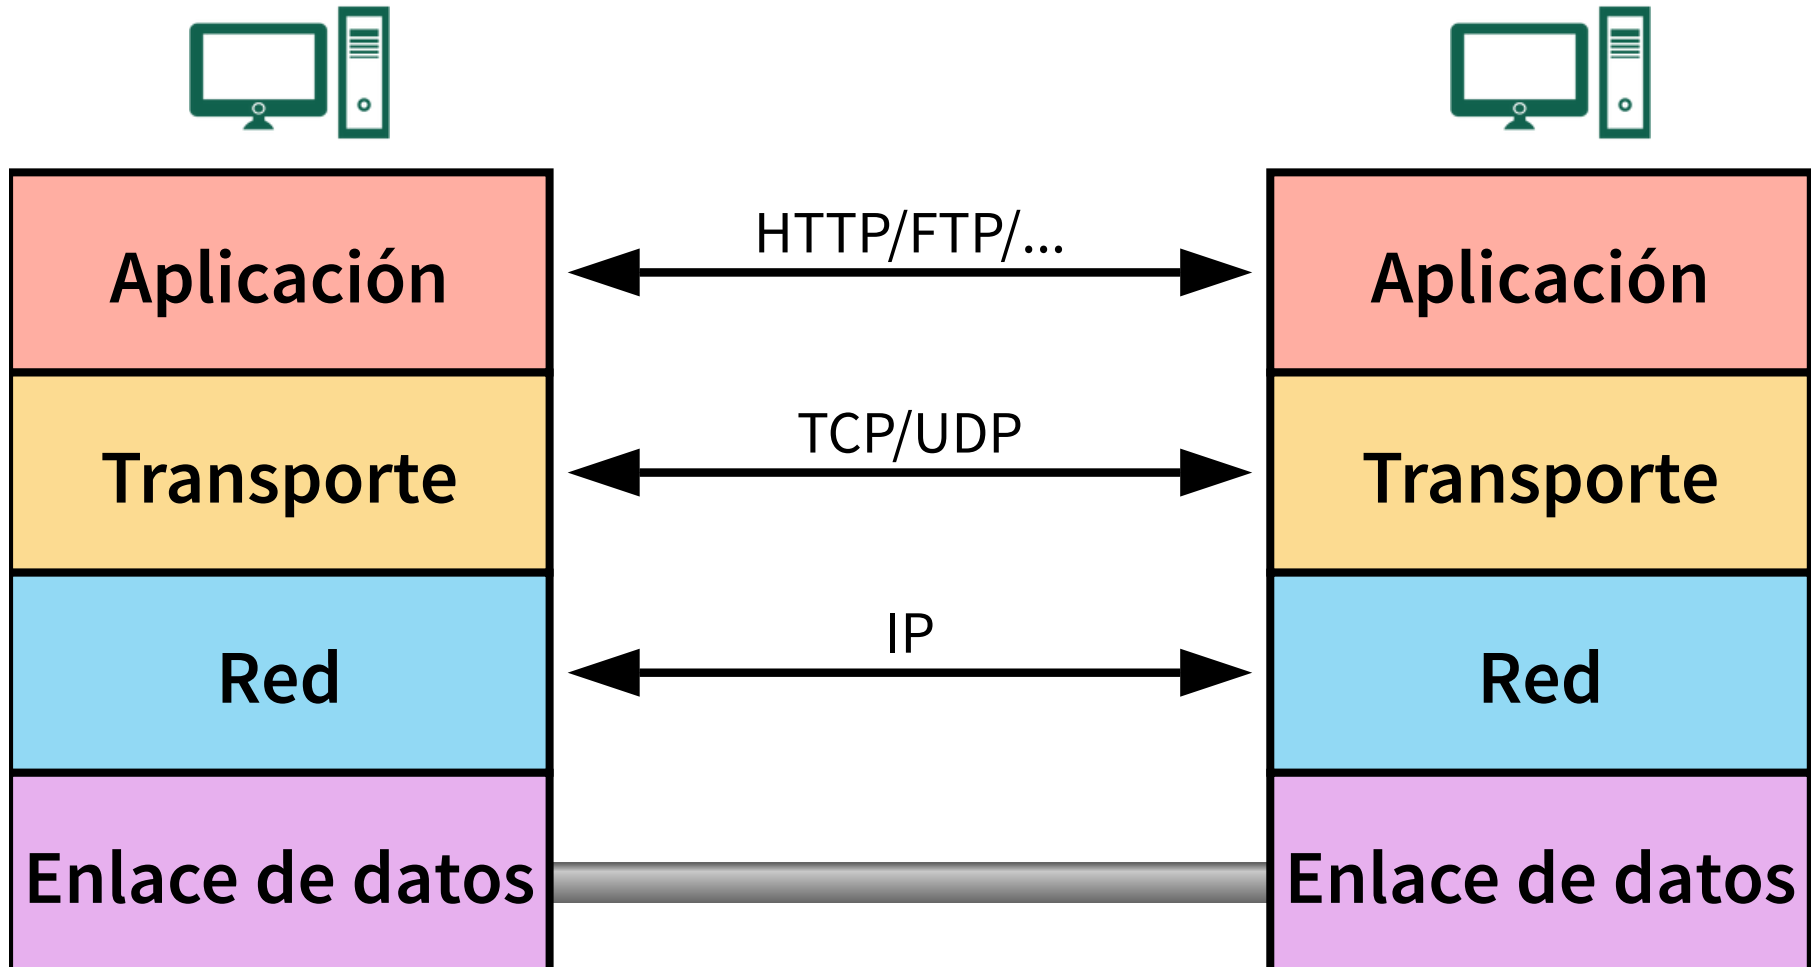 HTTP/FTP/...
Aplicación
Aplicación
TCP/UDP
Transporte
Transporte
IP
Red
Red
Enlace de datos
Enlace de datos